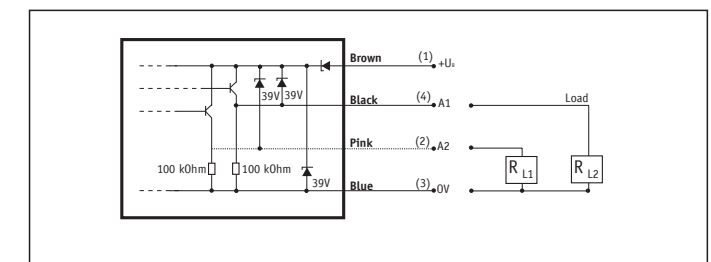 Brown (1) +U₈
39V 39V
Black (4) A1 Load
Pink (2) A2
R L1 R L2
100 kOhm 100 kOhm
39V
Blue (3) 0V